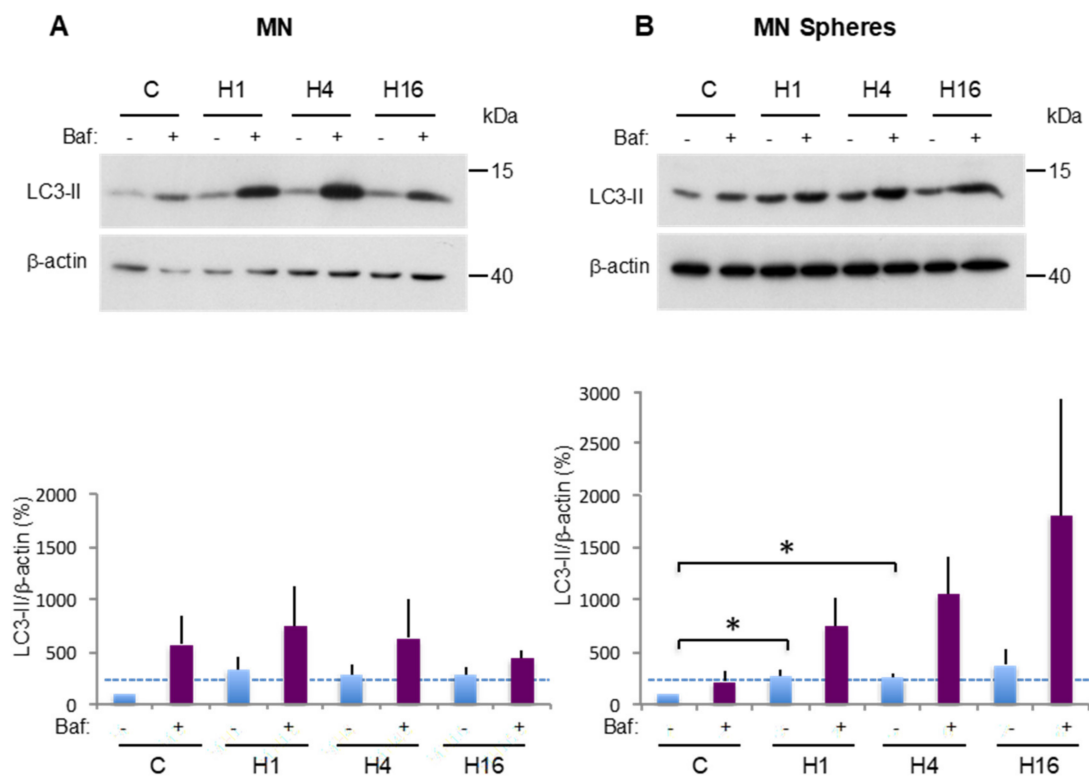 A MN
C H1 H4 H16
kDa
Baf: - + - + - + - +
LC3-II
15
β-actin
40
LC3-II/β-actin (%)
2000
1500
1000
500
0
Baf: - + - + - + - +
C H1 H4 H16
B MN Spheres
C H1 H4 H16
kDa
Baf: - + - + - + - +
LC3-II
15
β-actin
40
LC3-II/β-actin (%)
3000
2500
2000
1500
1000
500
0
*
*
Baf: - + - + - + - +
C H1 H4 H16